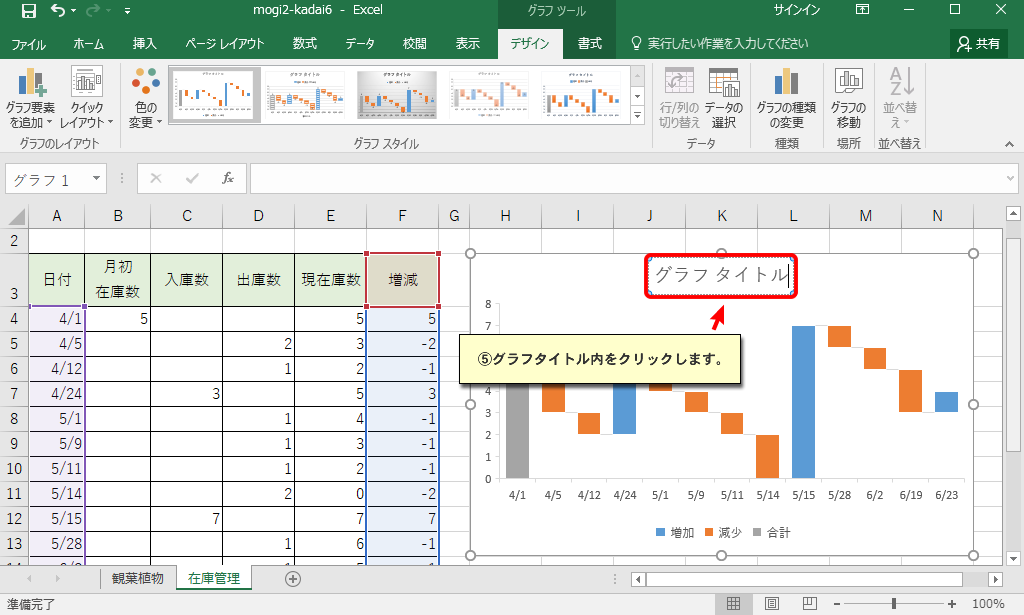 mogi2-kadai6 - Excel
グラフ ツール
サインイン
ファイル ホーム 挿入 ページ レイアウト 数式 データ 校閲 表示 デザイン 書式 実行したい作業を入力してください 共有
グラフ要素を追加
クイックレイアウト
グラフのレイアウト
色の変更
グラフ スタイル
行/列の切り替え
データの選択
データ
グラフの種類の変更
種類
グラフの移動
場所
並べ替え
並べ替え
グラフ 1
fx
A B C D E F G H I J K L M N
2
3 日付 月初在庫数 入庫数 出庫数 現在庫数 増減
4 4/1 5 5 5
5 4/5 2 3 -2
6 4/12 1 2 -1
7 4/24 3 5 3
8 5/1 1 4 -1
9 5/9 1 3 -1
10 5/11 1 2 -1
11 5/14 2 0 -2
12 5/15 7 7 7
13 5/28 1 6 -1
グラフ タイトル
⑤グラフタイトル内をクリックします。
8
7
4
3
2
1
0
4/1 4/5 4/12 4/24 5/1 5/9 5/11 5/14 5/15 5/28 6/2 6/19 6/23
増加 減少 合計
観葉植物 在庫管理
準備完了
100%